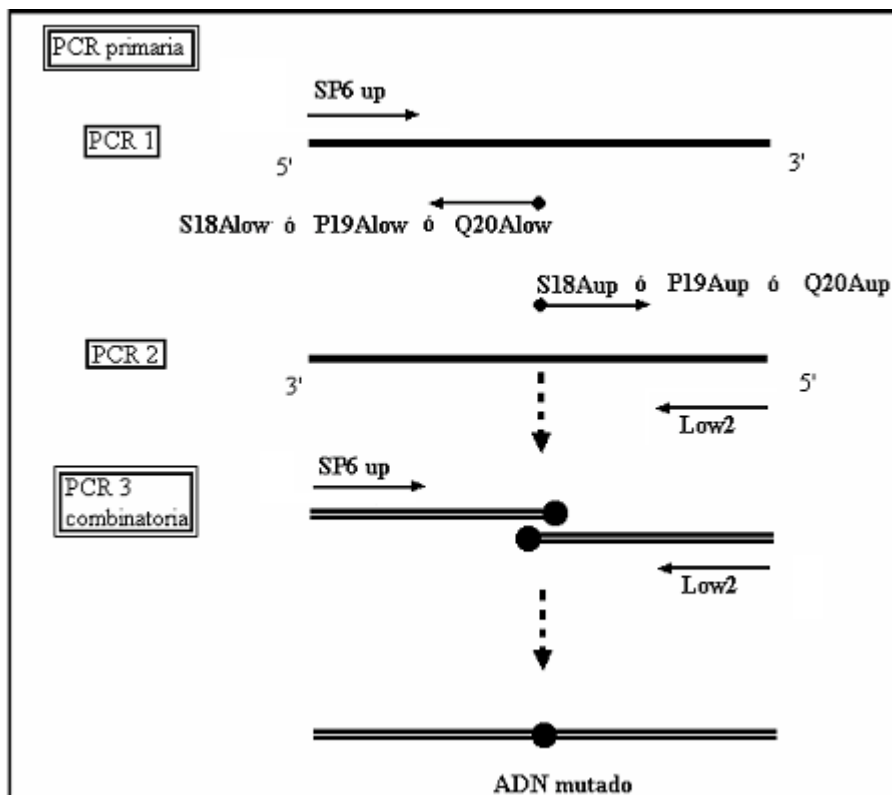 PCR primaria
SP6 up
PCR 1
5'
3'
S18Alow ó P19Alow ó Q20Alow
S18Aup ó P19Aup ó Q20Aup
PCR 2
3'
5'
Low2
SP6 up
PCR 3
combinatoria
Low2
ADN mutado